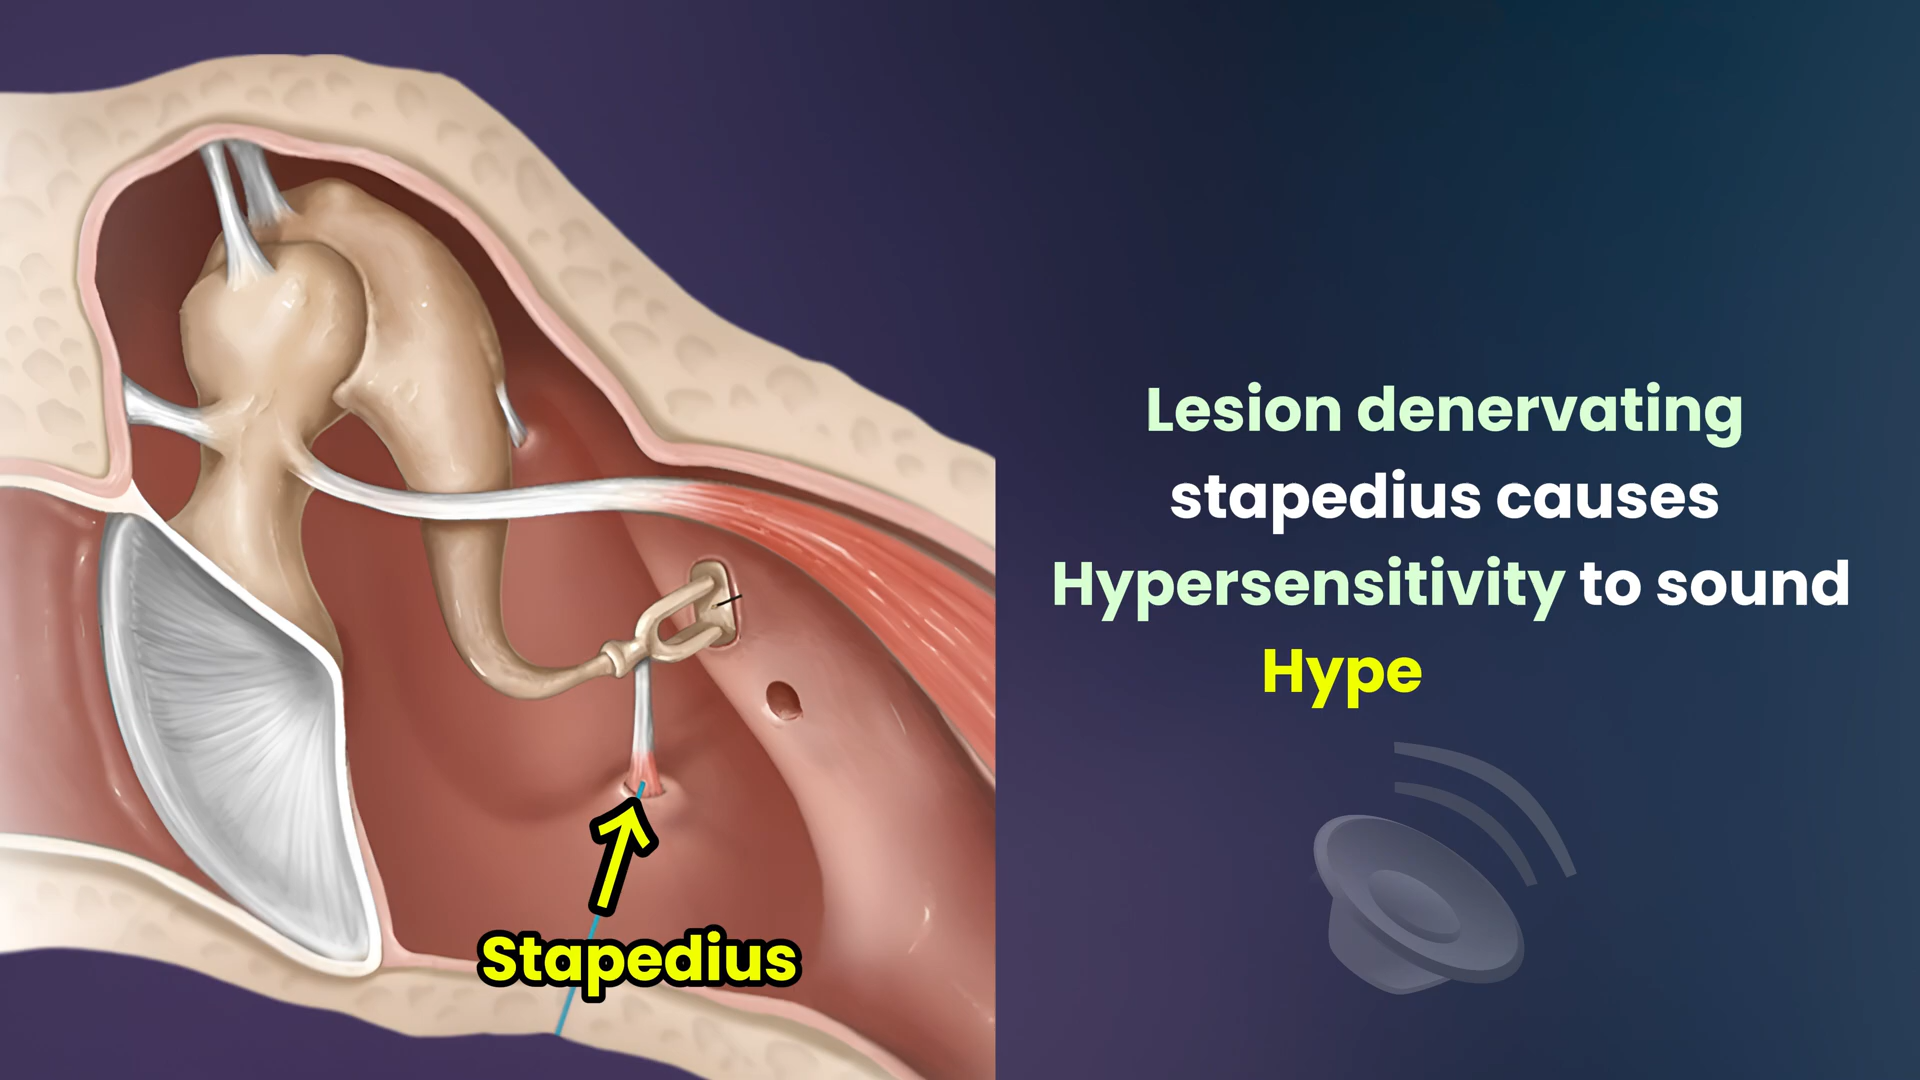 Lesion denervating
stapedius causes
Hypersensitivity to sound
Hype
Stapedius